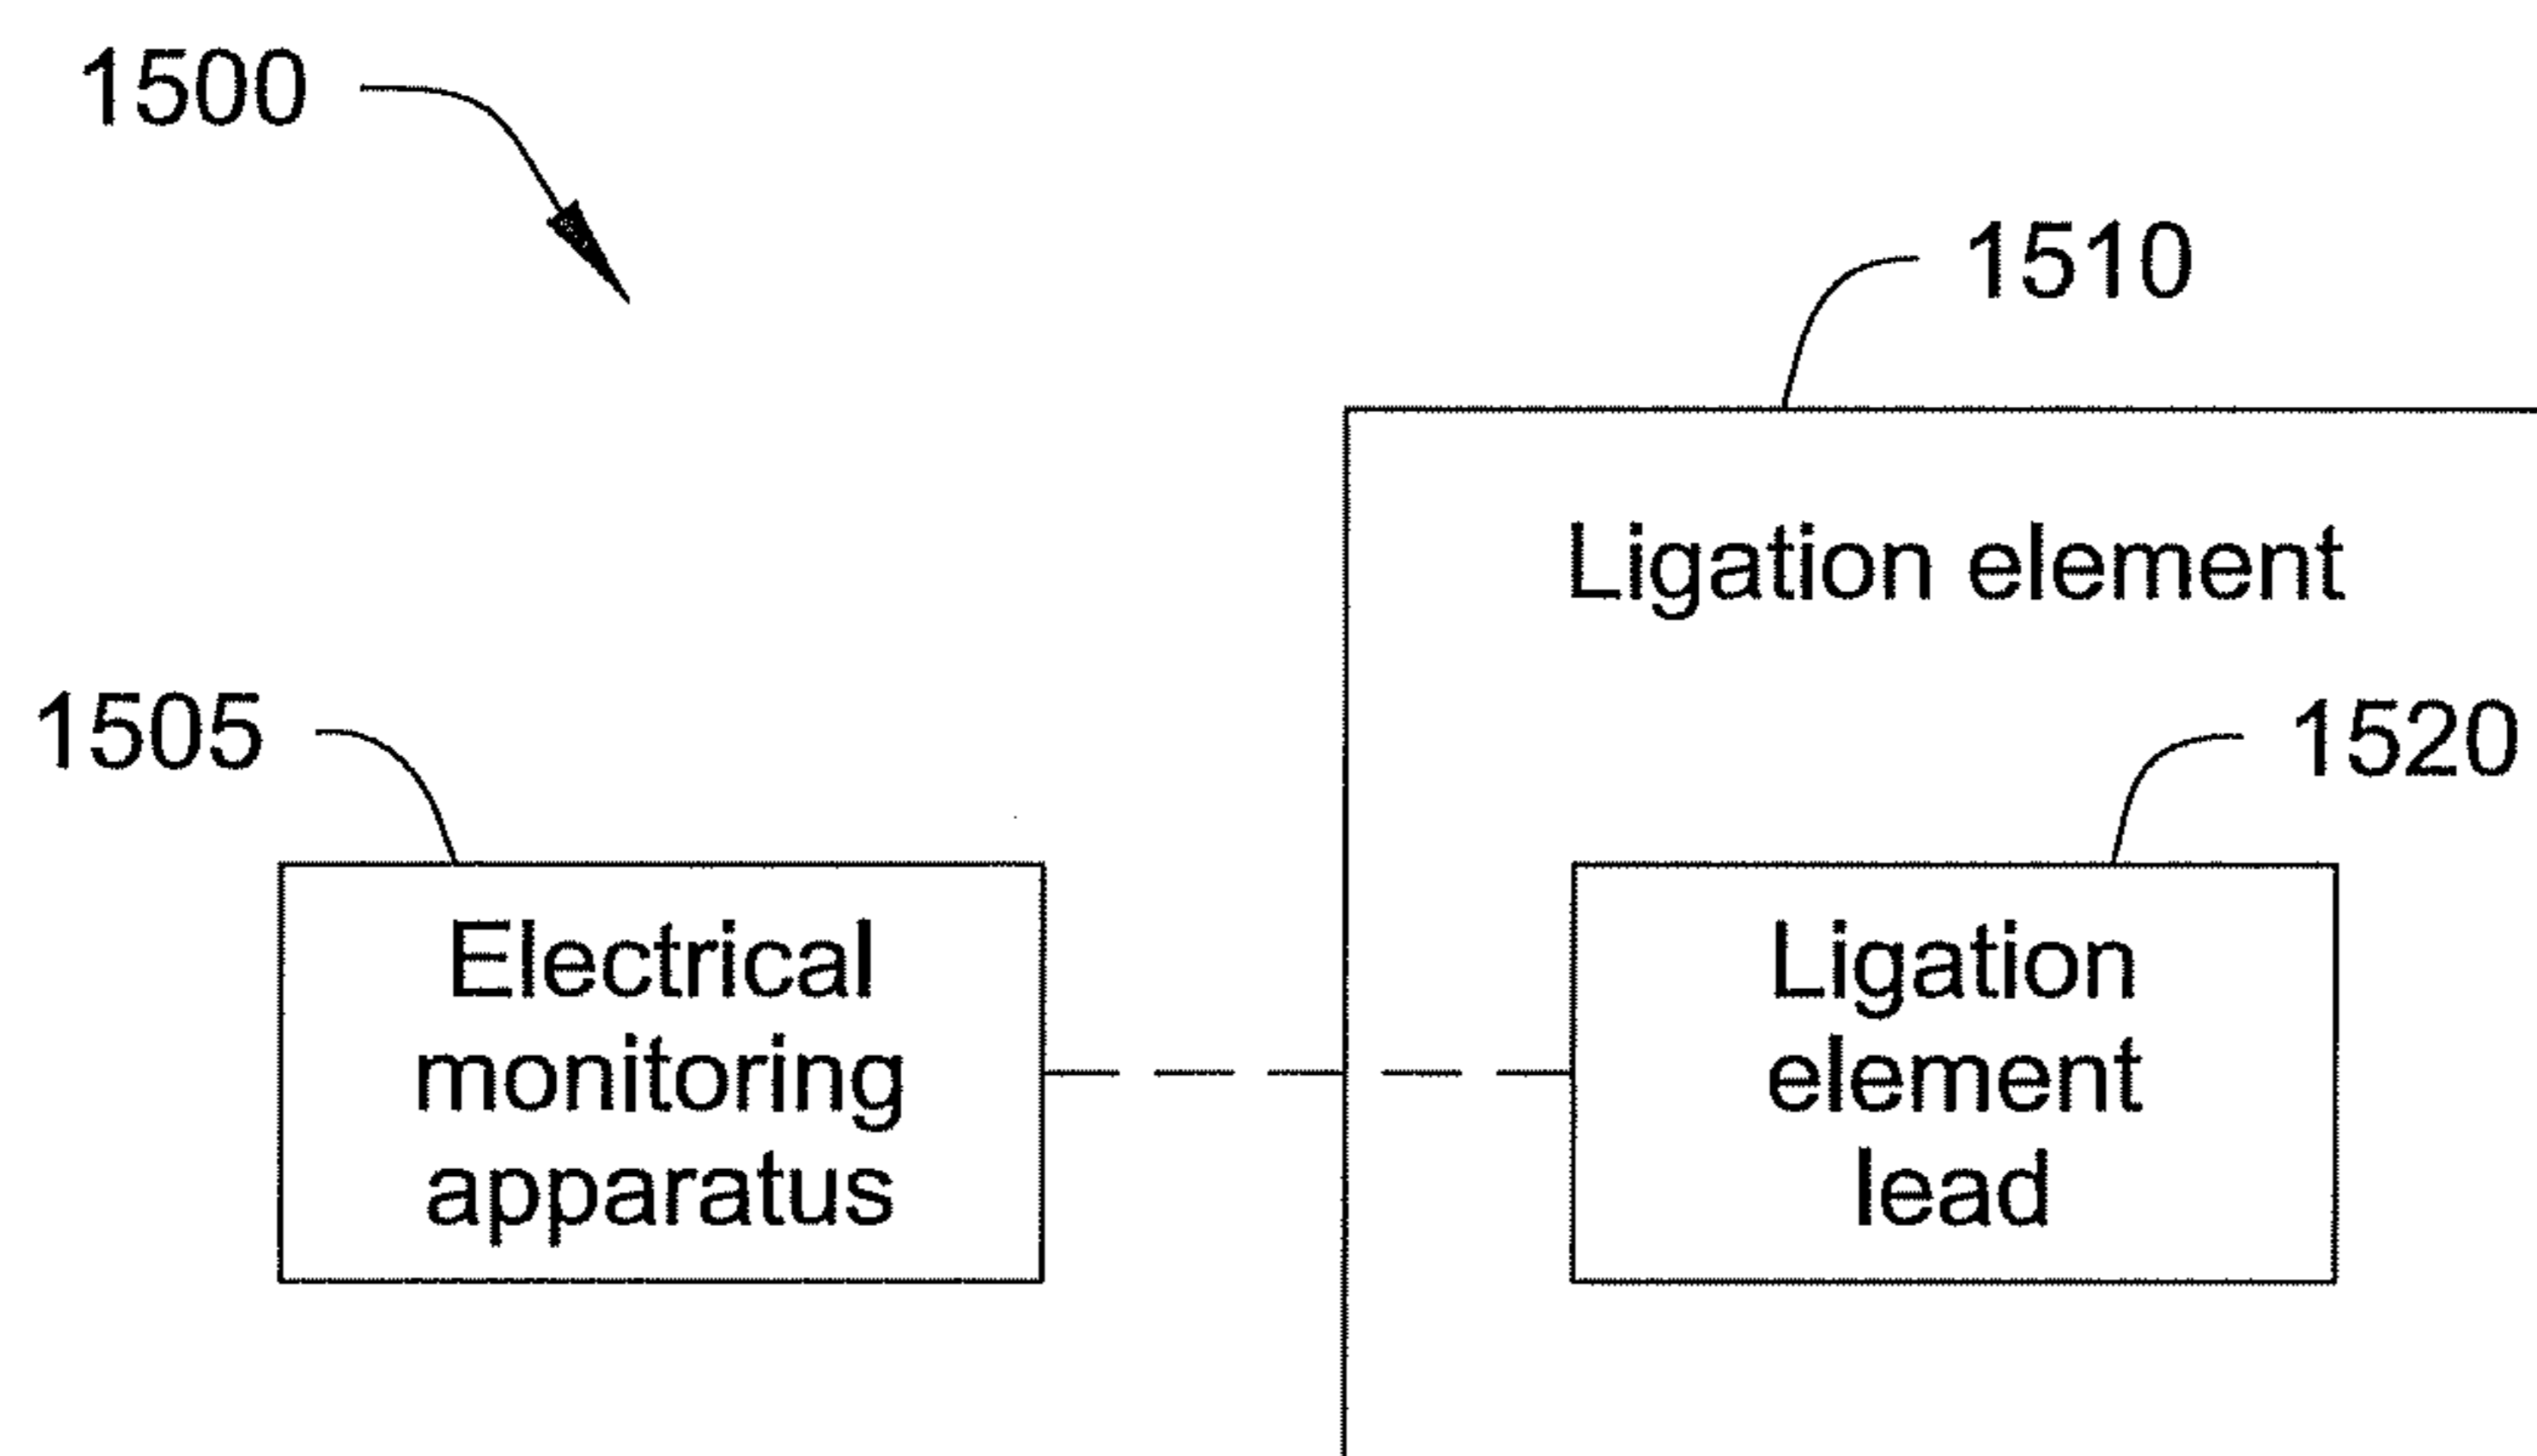 1500
1510
Ligation element
1505
1520
Electrical
monitoring
apparatus
Ligation
element
lead